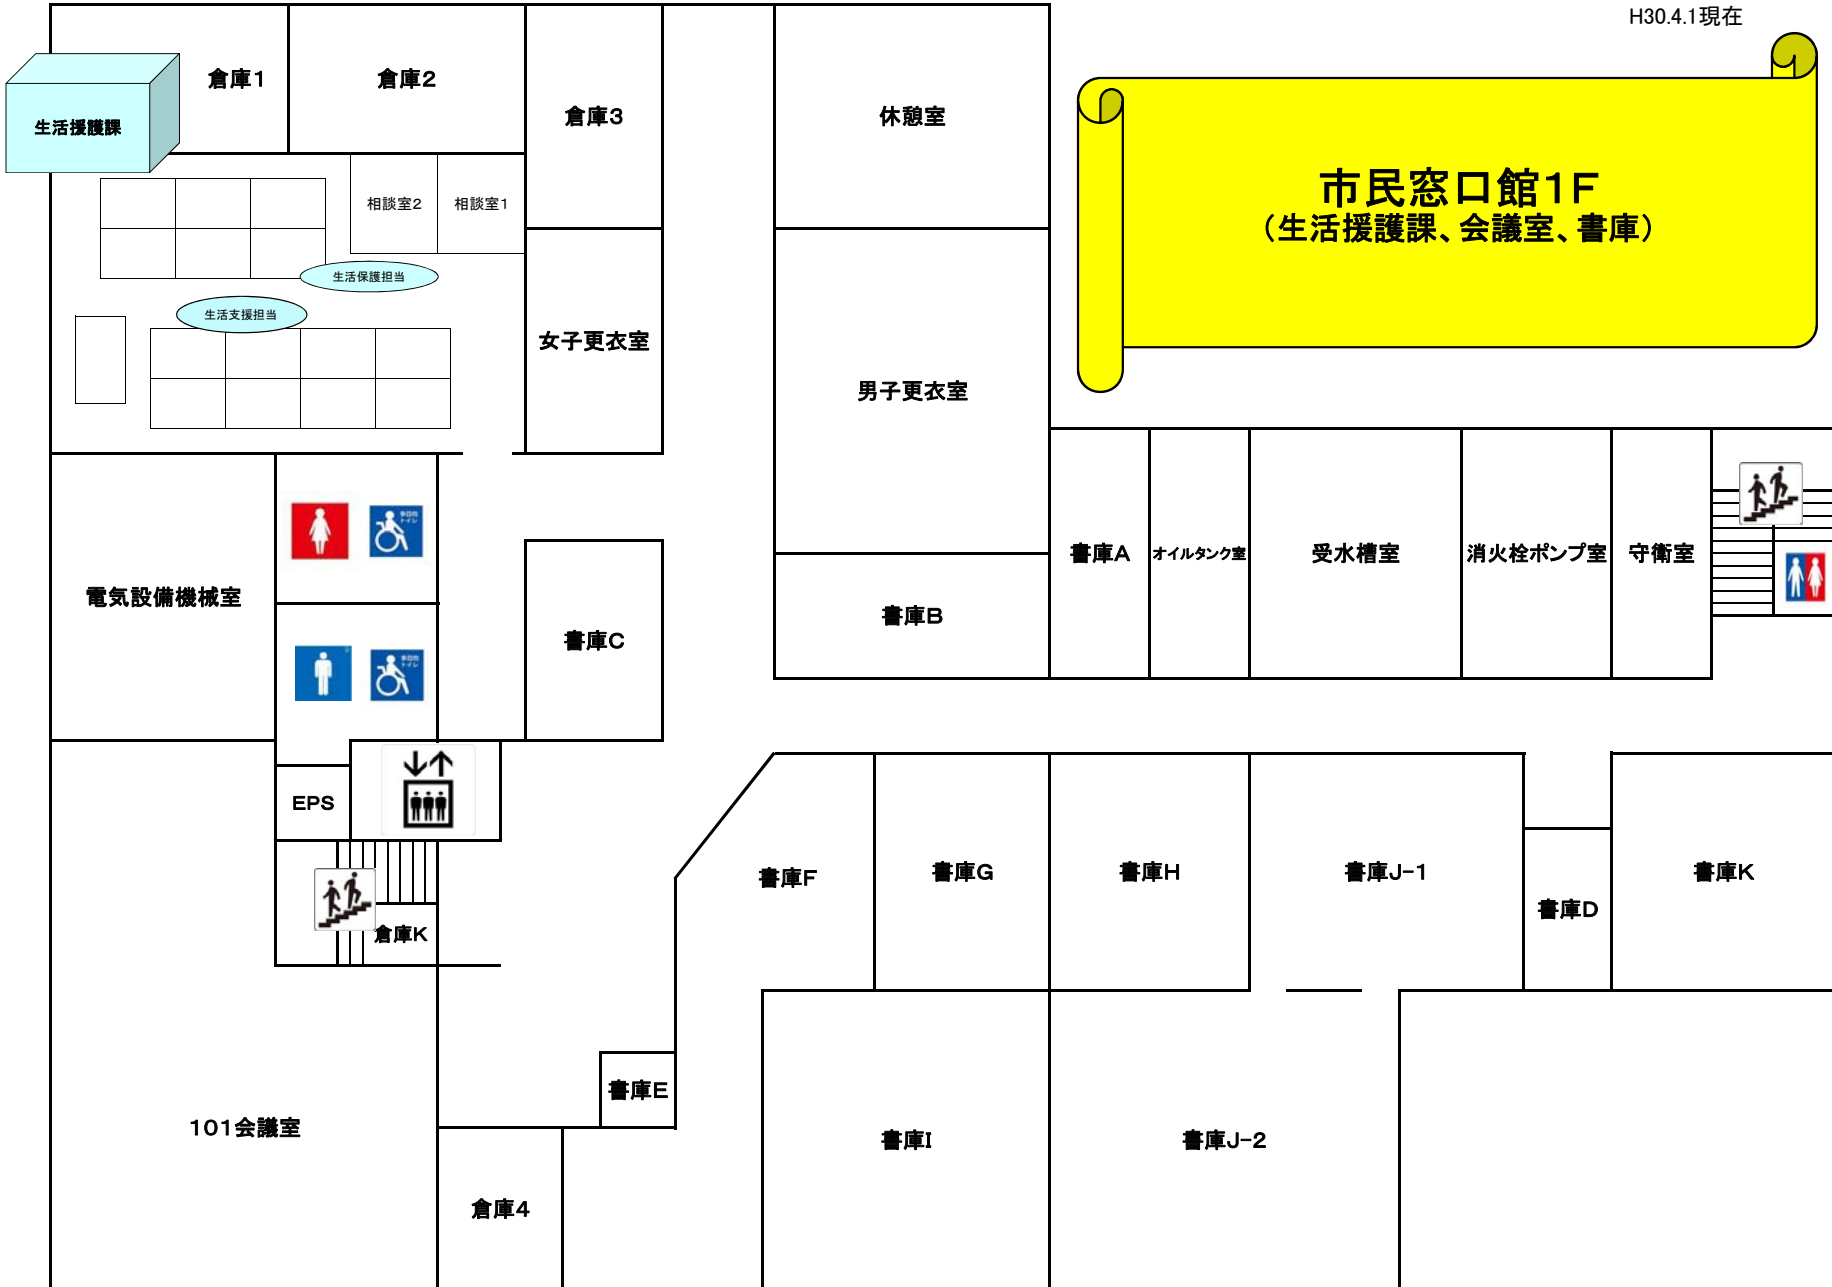 H30.4.1現在
倉庫1
倉庫2
倉庫3
休憩室
生活援護課
市民窓口館1F
（生活援護課、会議室、書庫）
相談室2
相談室1
生活保護担当
生活支援担当
女子更衣室
男子更衣室
書庫A
オイルタンク室
受水槽室
消火栓ポンプ室
守衛室
電気設備機械室
書庫B
書庫C
EPS
書庫F
書庫G
書庫H
書庫J-1
書庫D
書庫K
倉庫K
書庫E
101会議室
書庫I
書庫J-2
倉庫4